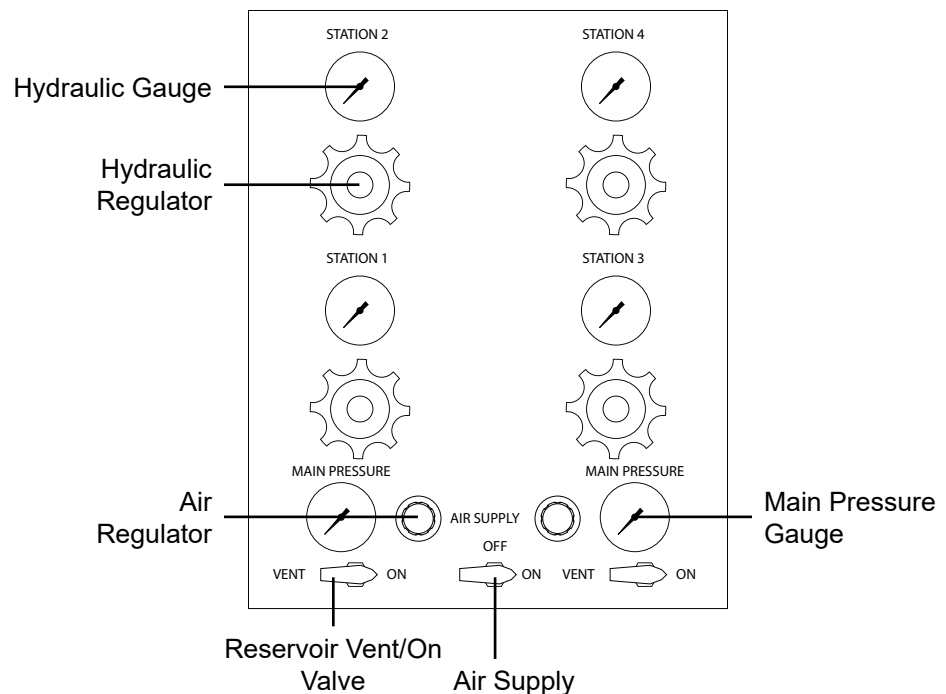 STATION 2
STATION 4
Hydraulic Gauge
Hydraulic
Regulator
STATION 1
STATION 3
MAIN PRESSURE
MAIN PRESSURE
Air
Regulator
AIR SUPPLY
Main Pressure
Gauge
OFF
VENT
ON
ON
VENT
ON
Reservoir Vent/On
Valve
Air Supply